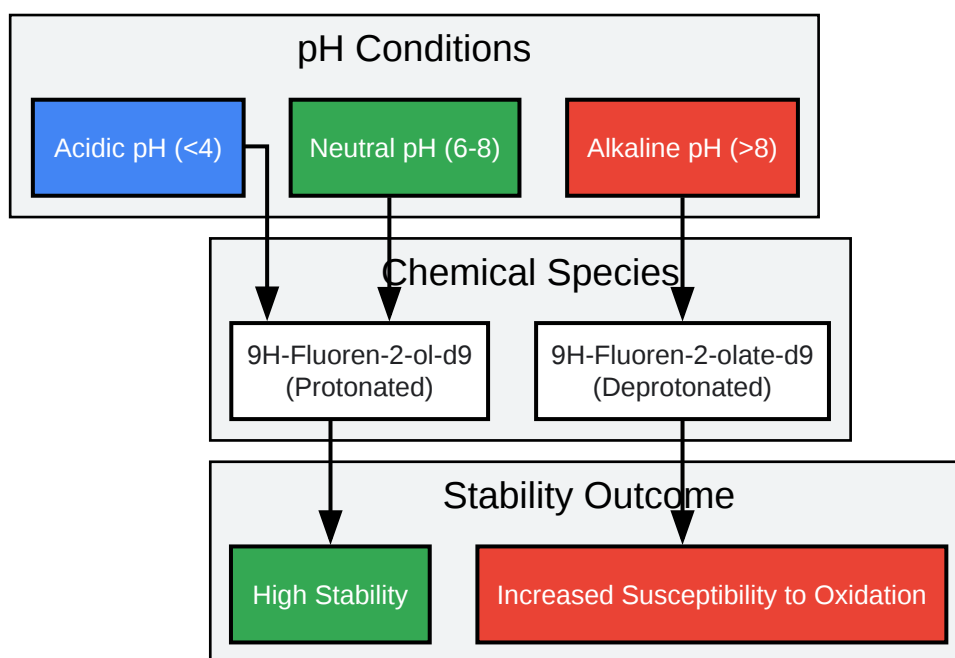 pH Conditions
Acidic pH (<4)
Neutral pH (6-8)
Alkaline pH (>8)
Chemical Species
9H-Fluoren-2-ol-d9
(Protonated)
9H-Fluoren-2-olate-d9
(Deprotonated)
Stability Outcome
High Stability
Increased Susceptibility to Oxidation